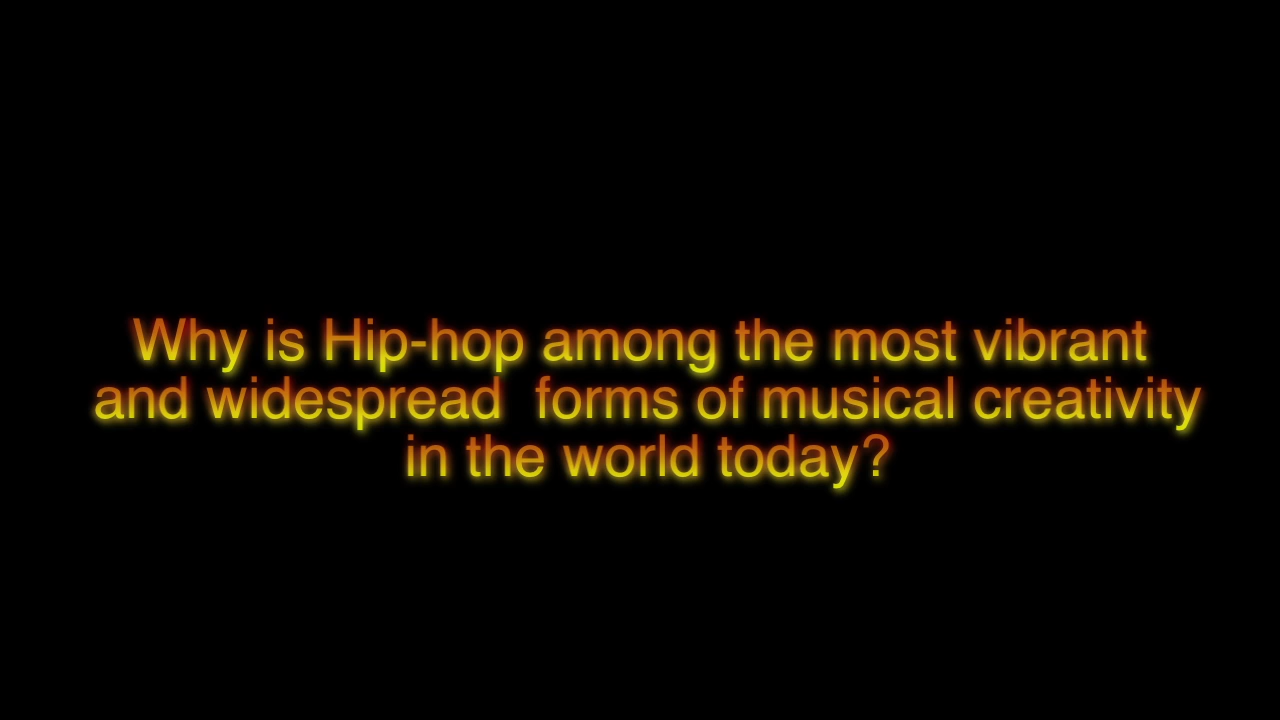 Why is Hip-hop among the most vibrant
and widespread  forms of musical creativity
in the world today?